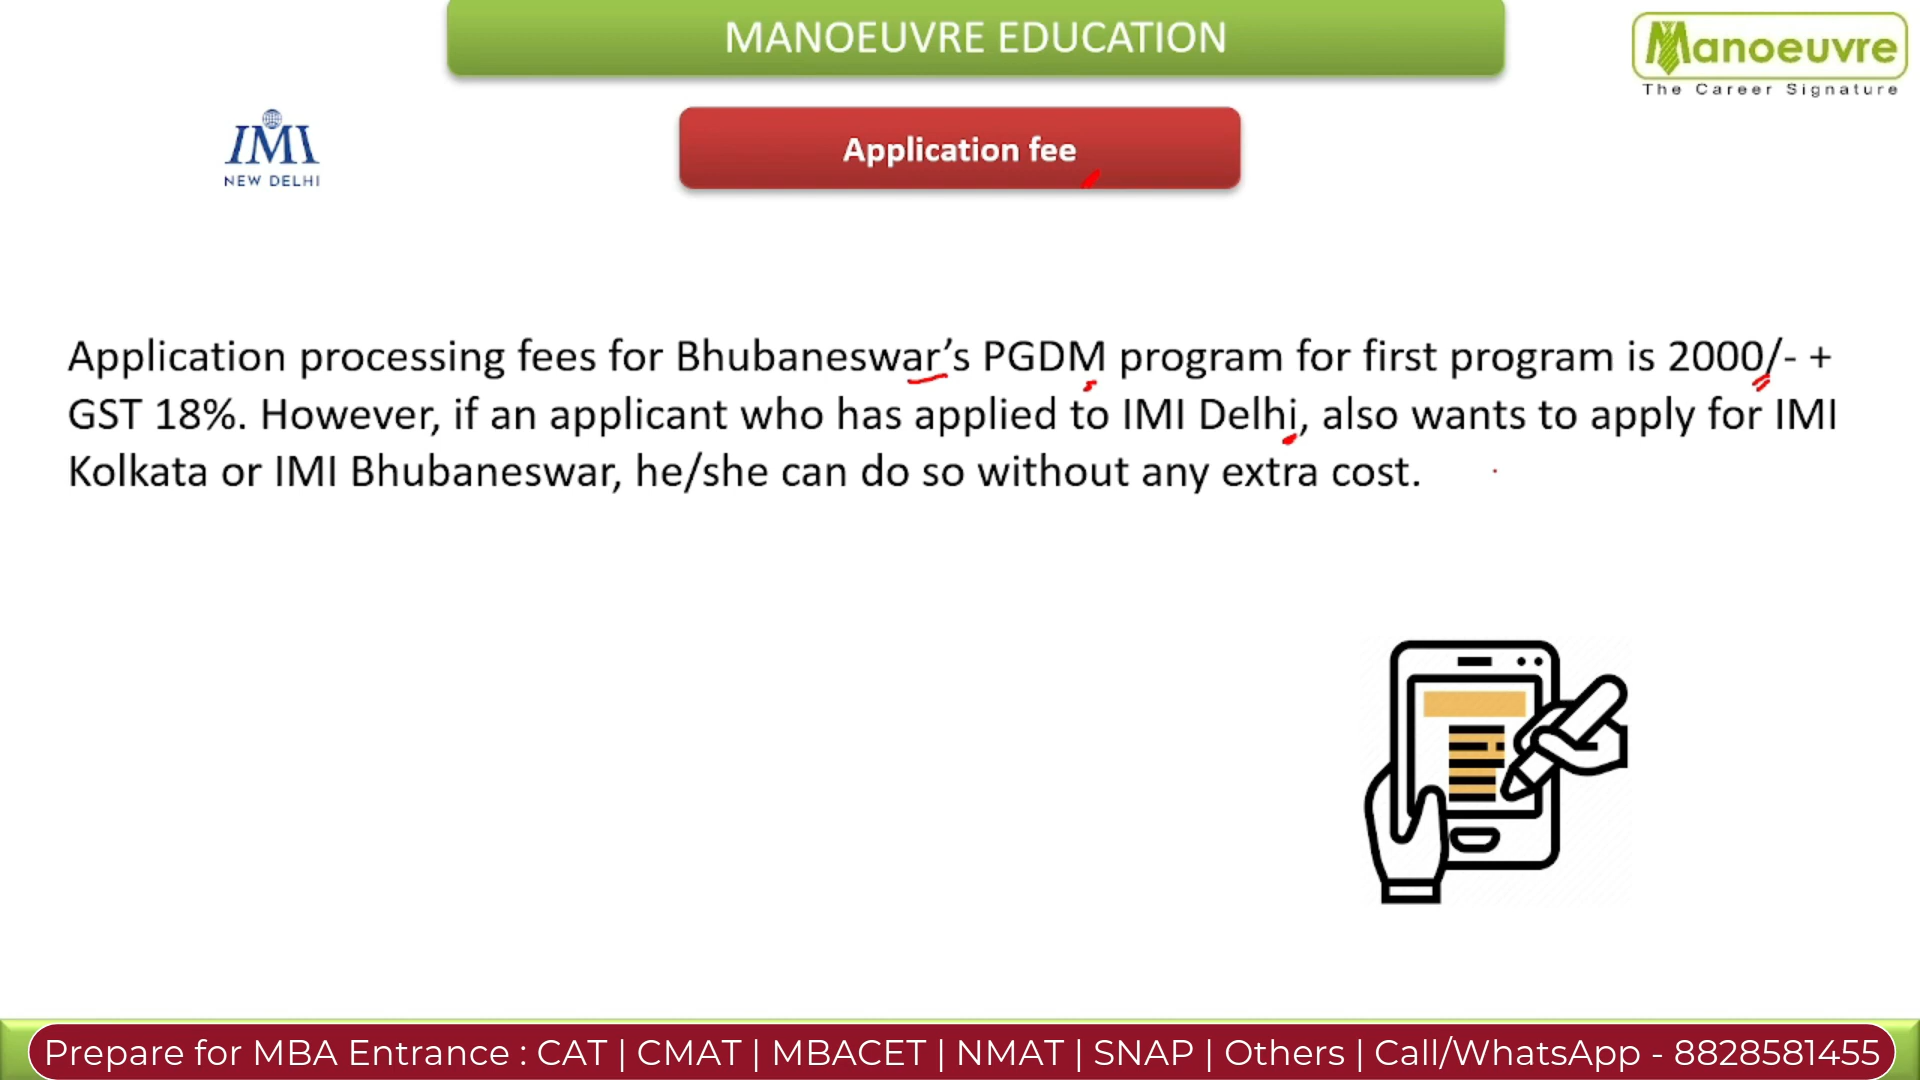 MANOEUVRE EDUCATION
Manoeuvre
The Career Signature
IMI
NEW DELHI
Application fee
Application processing fees for Bhubaneswar’s PGDM program for first program is 2000/- +
GST 18%. However, if an applicant who has applied to IMI Delhi, also wants to apply for IMI
Kolkata or IMI Bhubaneswar, he/she can do so without any extra cost.
Prepare for MBA Entrance : CAT | CMAT | MBACET | NMAT | SNAP | Others | Call/WhatsApp - 8828581455